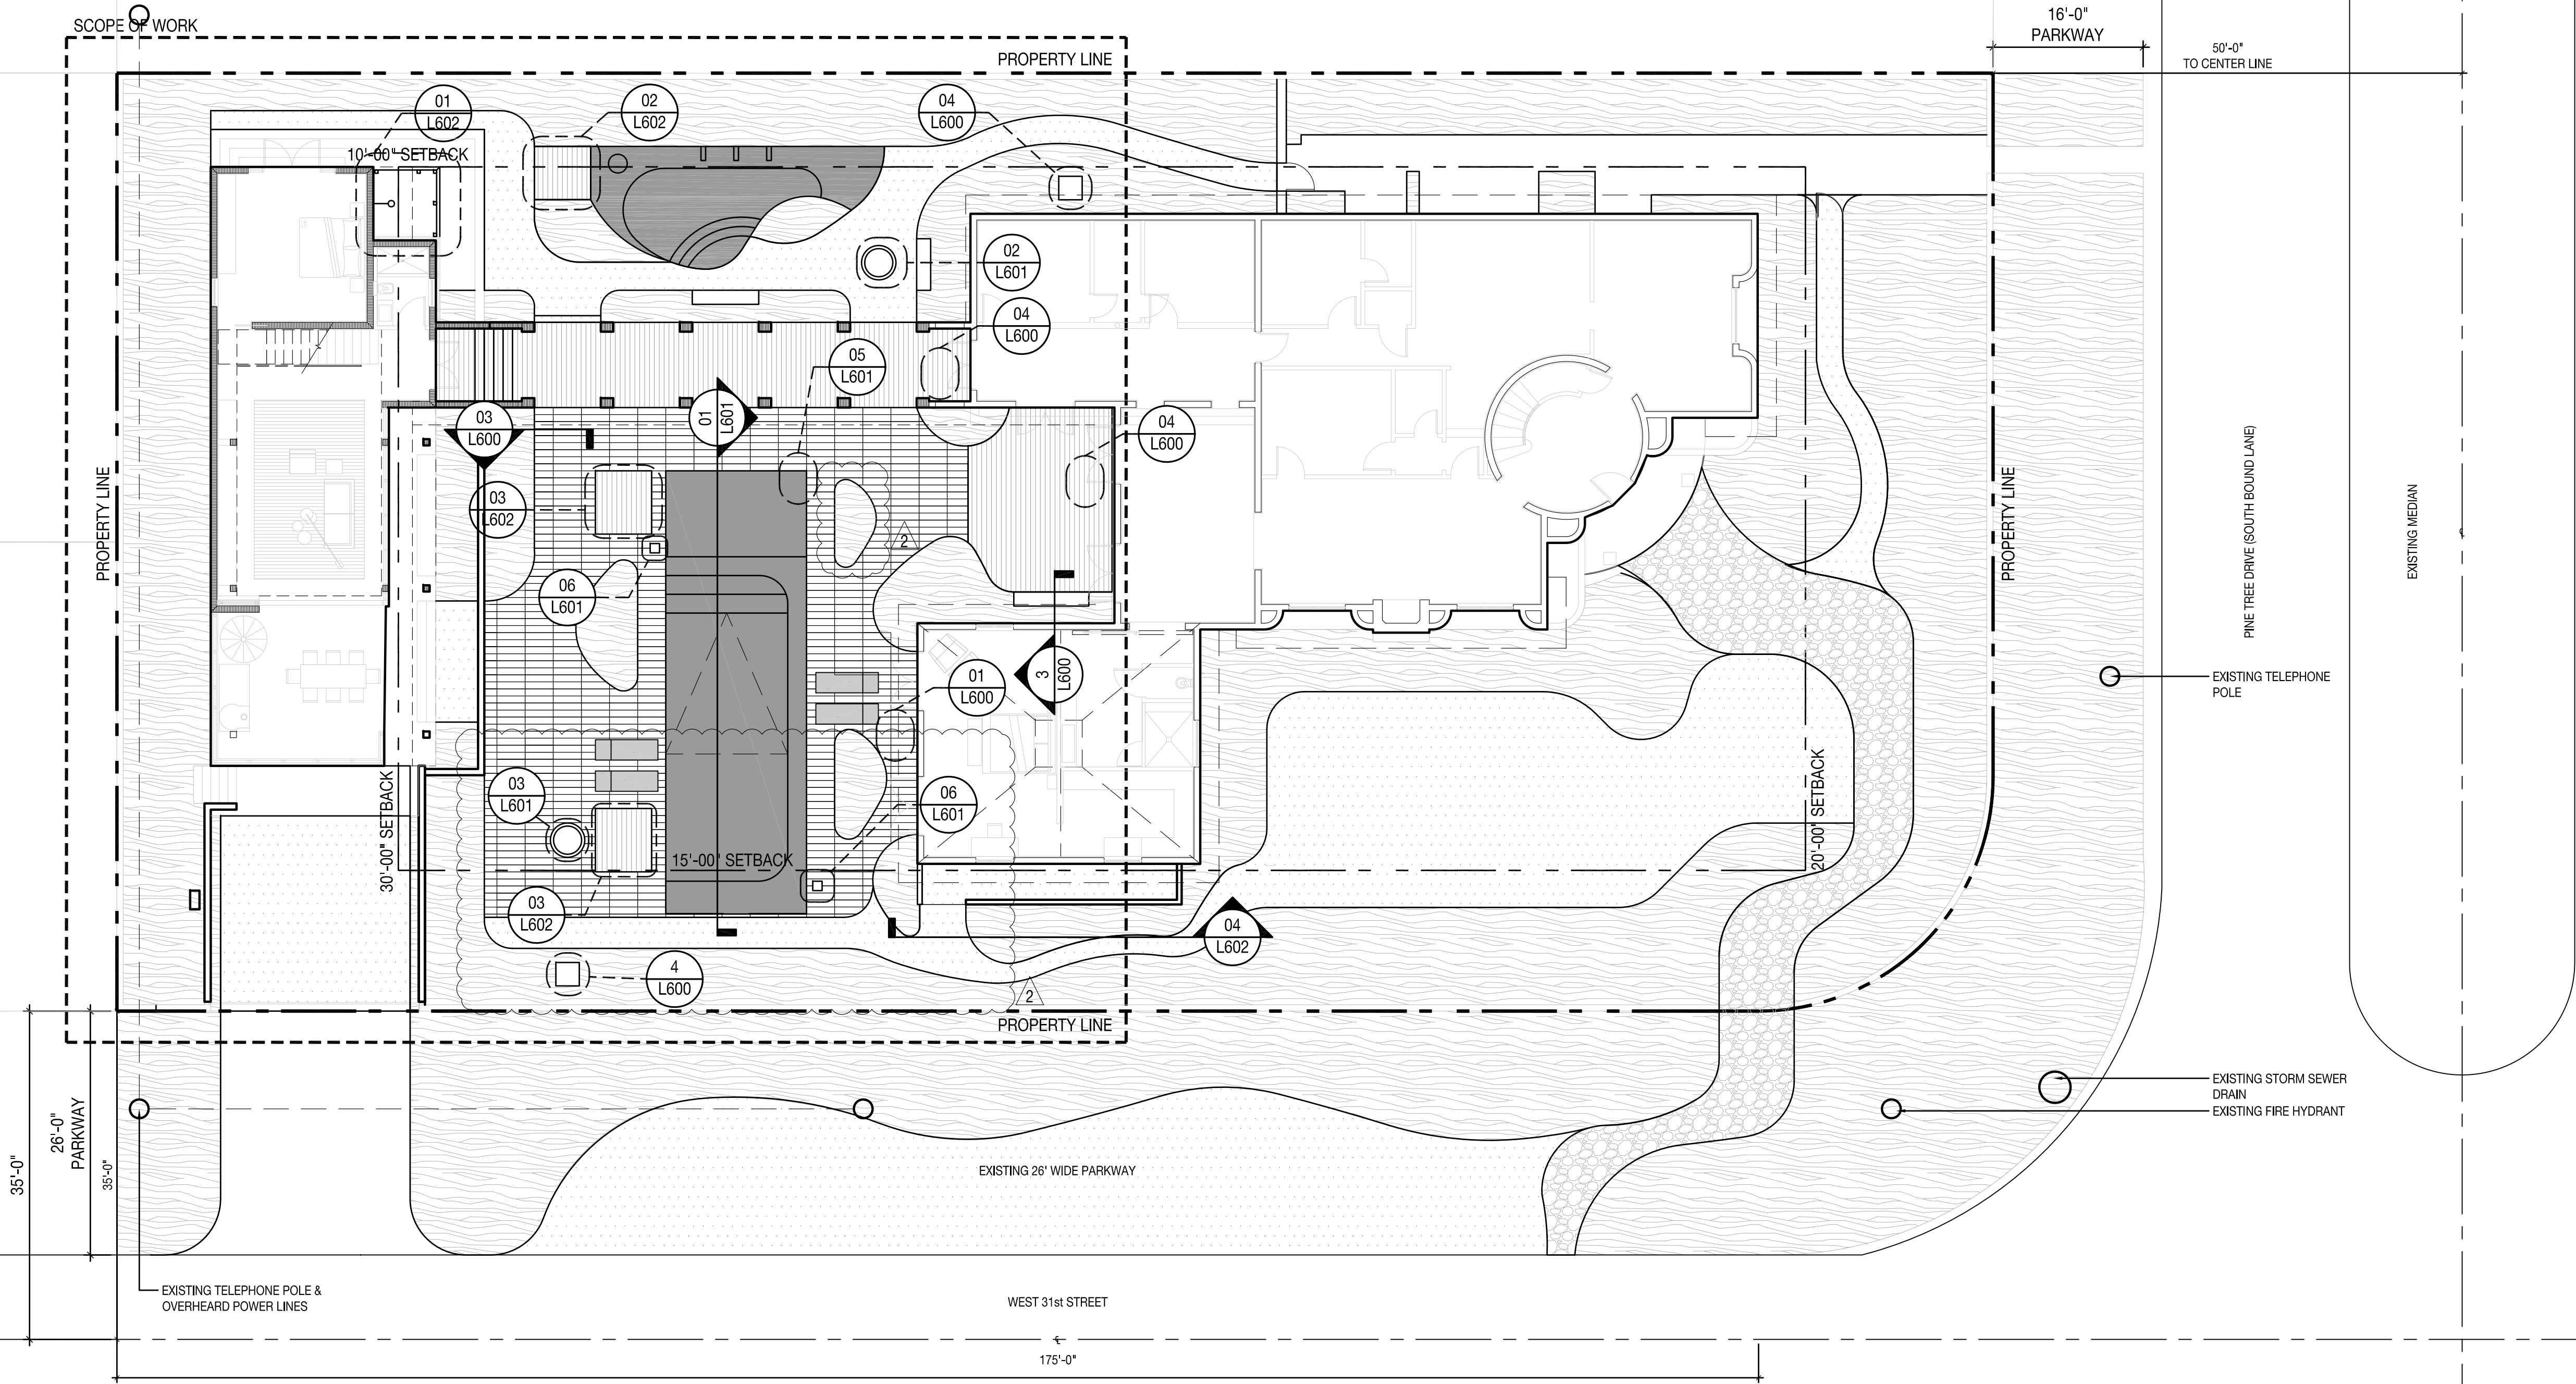 SCOPE OF WORK
16'-0"
PARKWAY
50'-0"
TO CENTER LINE
PROPERTY LINE
01
L602
02
L602
04
L600
10'-00" SETBACK
02
L601
04
L600
05
L601
01
L601
03
L600
04
L600
03
L602
2
06
L601
PROPERTY LINE
PROPERTY LINE
PINE TREE DRIVE (SOUTH BOUND LANE)
EXISTING MEDIAN
01
L600
3
L600
EXISTING TELEPHONE
POLE
03
L601
06
L601
30'-00" SETBACK
15'-00" SETBACK
20'-00" SETBACK
03
L602
04
L602
4
L600
2
PROPERTY LINE
EXISTING STORM SEWER
DRAIN
EXISTING FIRE HYDRANT
35'-0"
26'-0"
PARKWAY
35'-0"
EXISTING 26' WIDE PARKWAY
EXISTING TELEPHONE POLE &
OVERHEARD POWER LINES
WEST 31st STREET
175'-0"